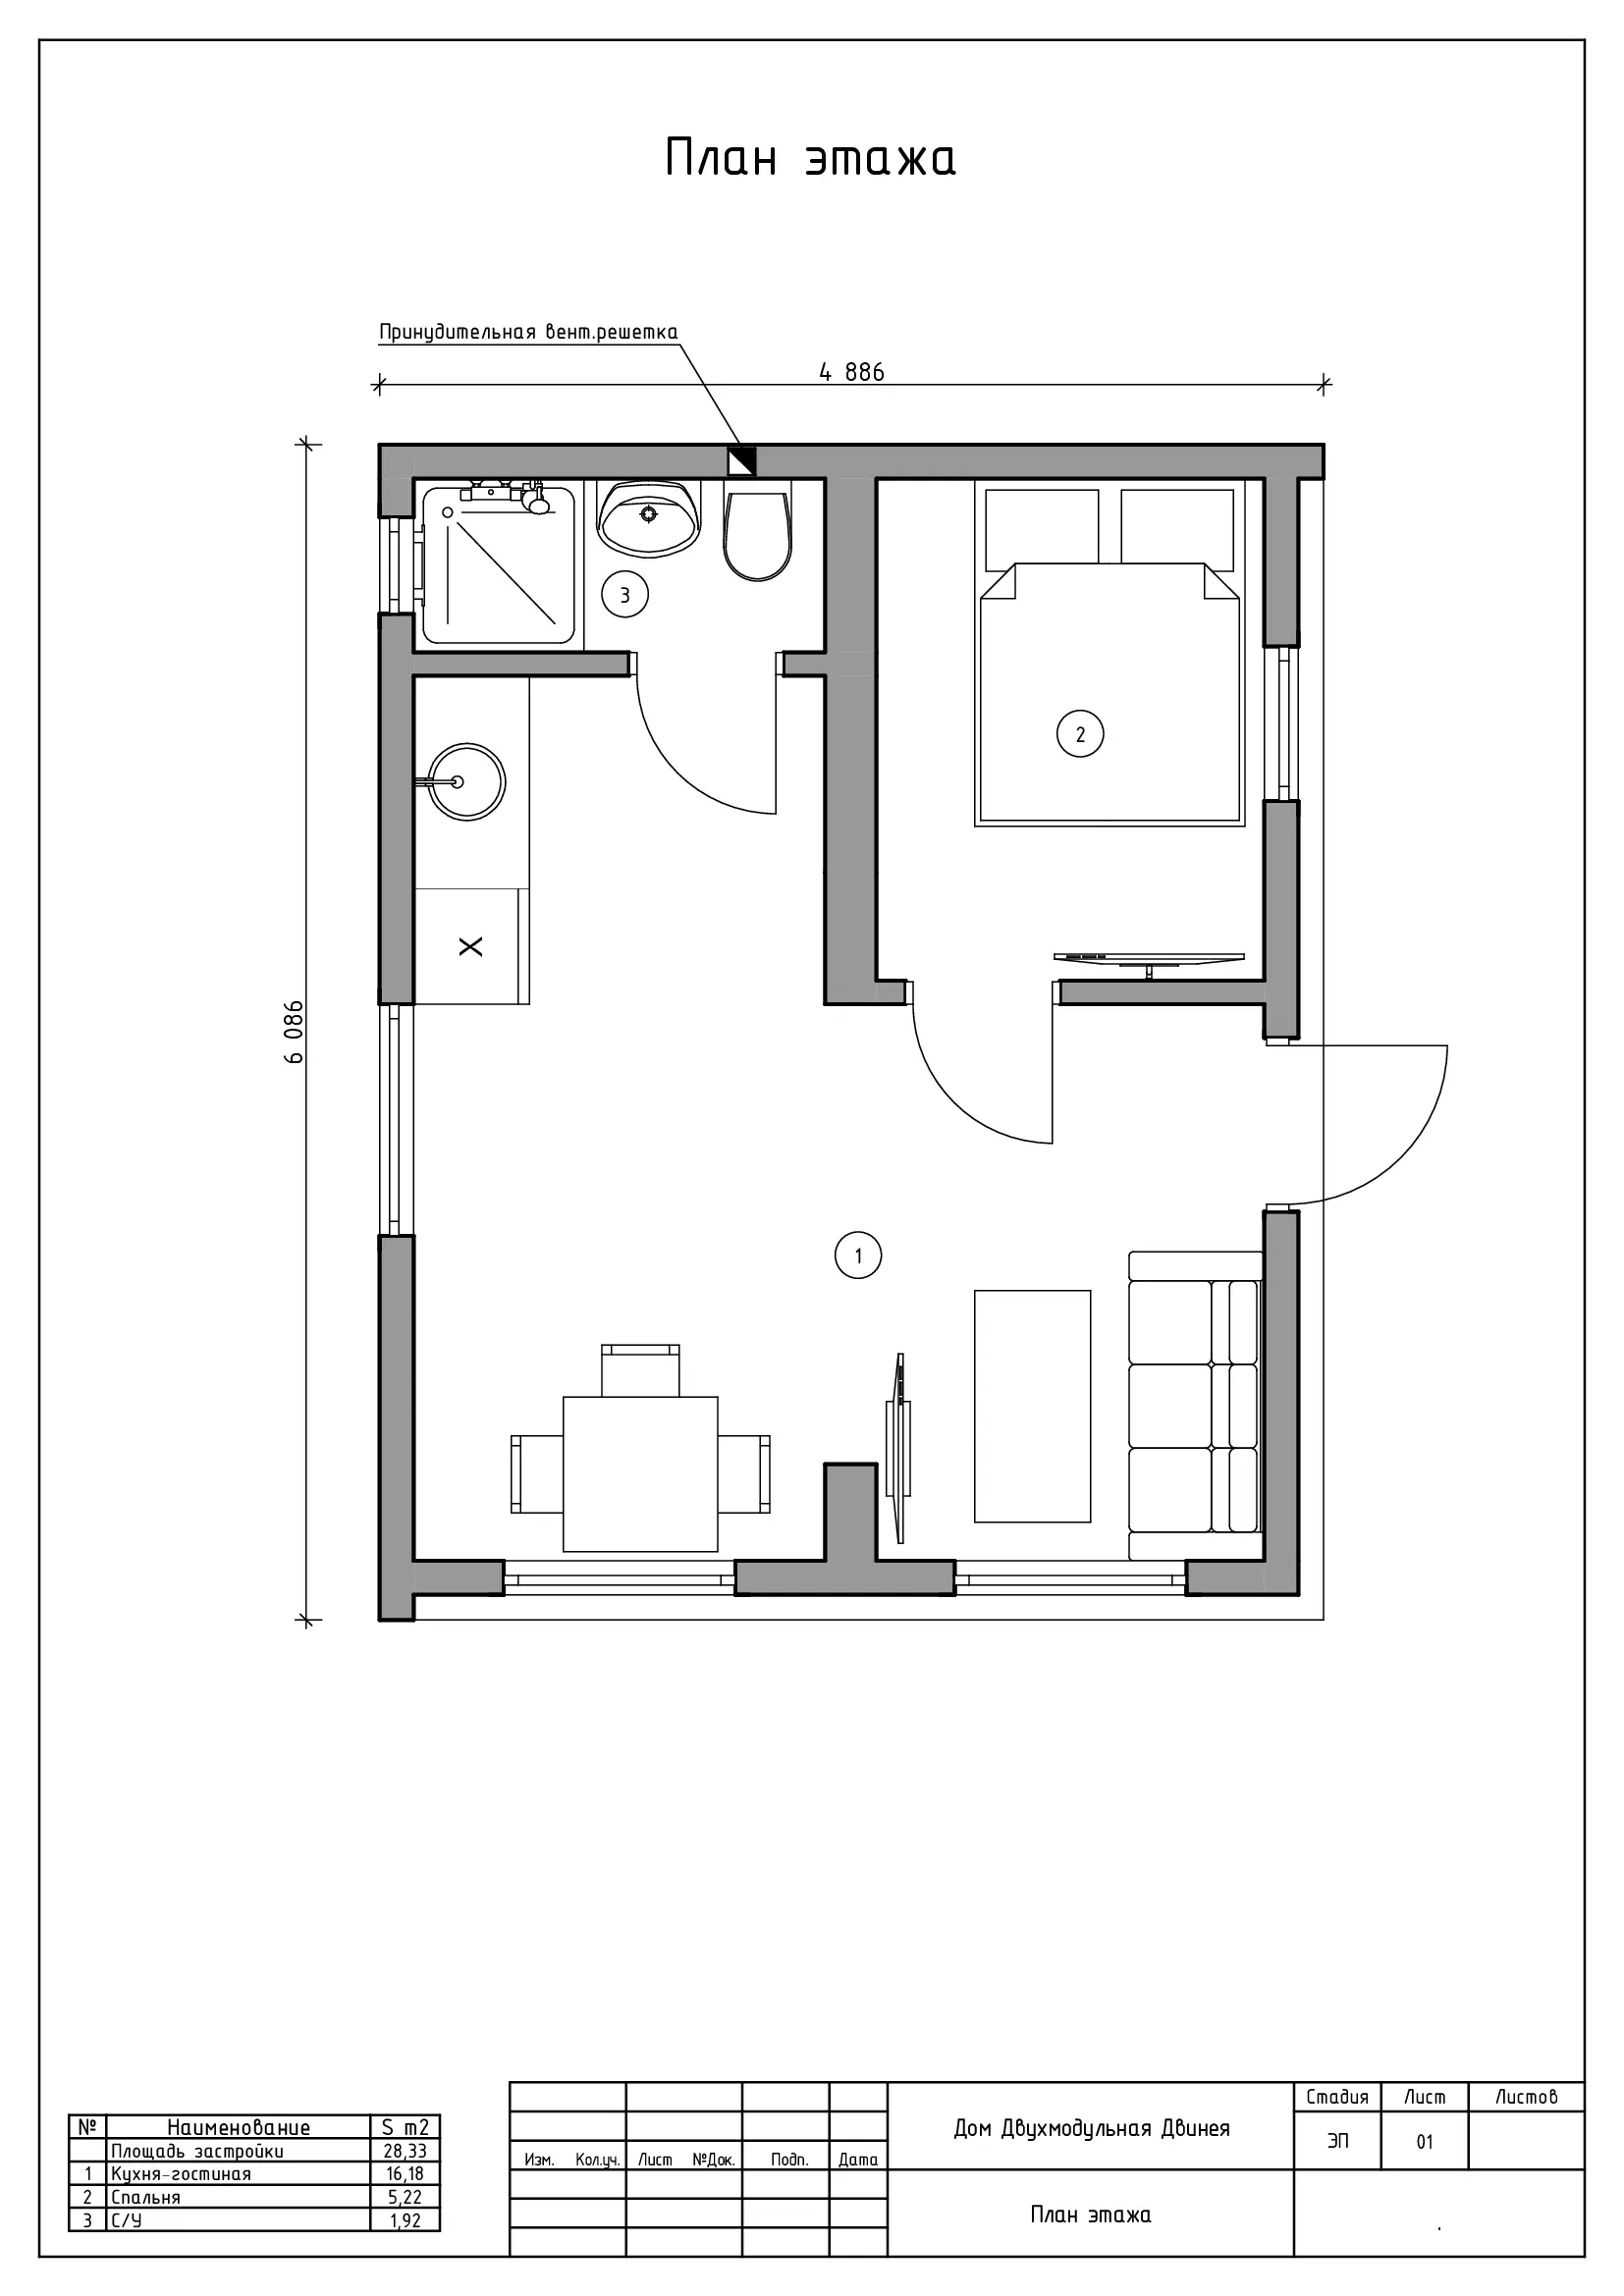 План этажа
Принудительная вент.решетка
4 886
6 086
3
2
X
1
№ Наименование S m2
Площадь застройки 28,33
1 Кухня-гостиная 16,18
2 Спальня 5,22
3 С/У 1,92
Изм. Кол.уч. Лист №Док. Подп. Дата
Дом Двухмодульная Двинея
Стадия Лист Листов
ЭП 01
План этажа